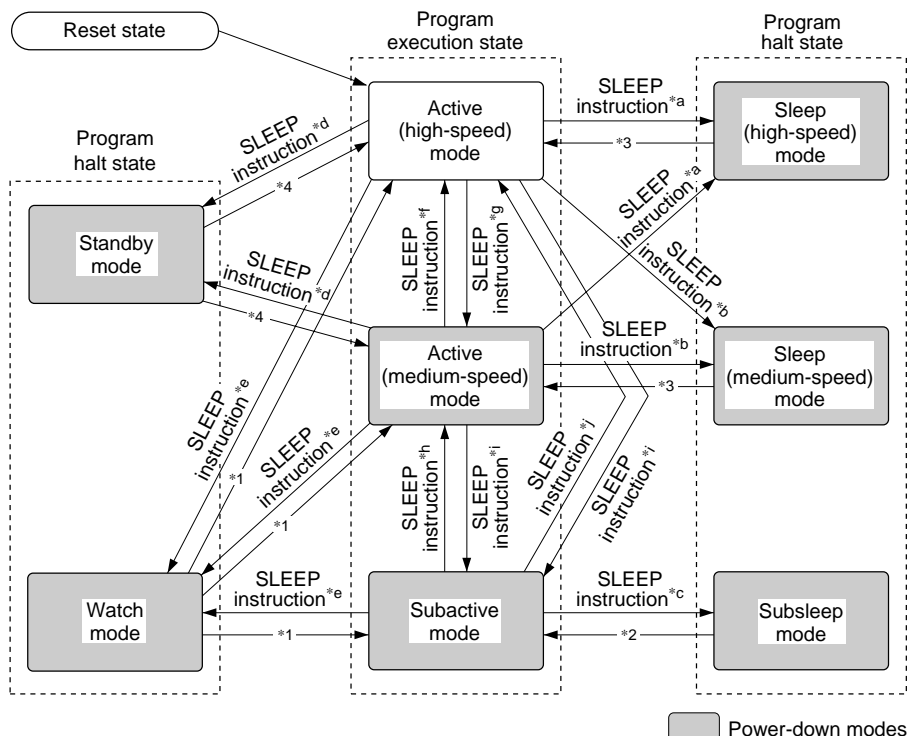 Reset state
Program
execution state
Program
halt state
Program
halt state
Active
(high-speed)
mode
SLEEP
instruction*a
*3
Sleep
(high-speed)
mode
SLEEP
instruction*d
*4
Standby
mode
SLEEP
instruction*d
*4
SLEEP
instruction*f
SLEEP
instruction*g
SLEEP
instruction*a
SLEEP
instruction*b
Active
(medium-speed)
mode
SLEEP
instruction*b
*3
Sleep
(medium-speed)
mode
SLEEP
instruction*e
*1
SLEEP
instruction*e
*1
SLEEP
instruction*h
SLEEP
instruction*i
SLEEP
instruction*j
SLEEP
instruction*i
Watch
mode
SLEEP
instruction*e
*1
Subactive
mode
SLEEP
instruction*c
*2
Subsleep
mode
Power-down modes